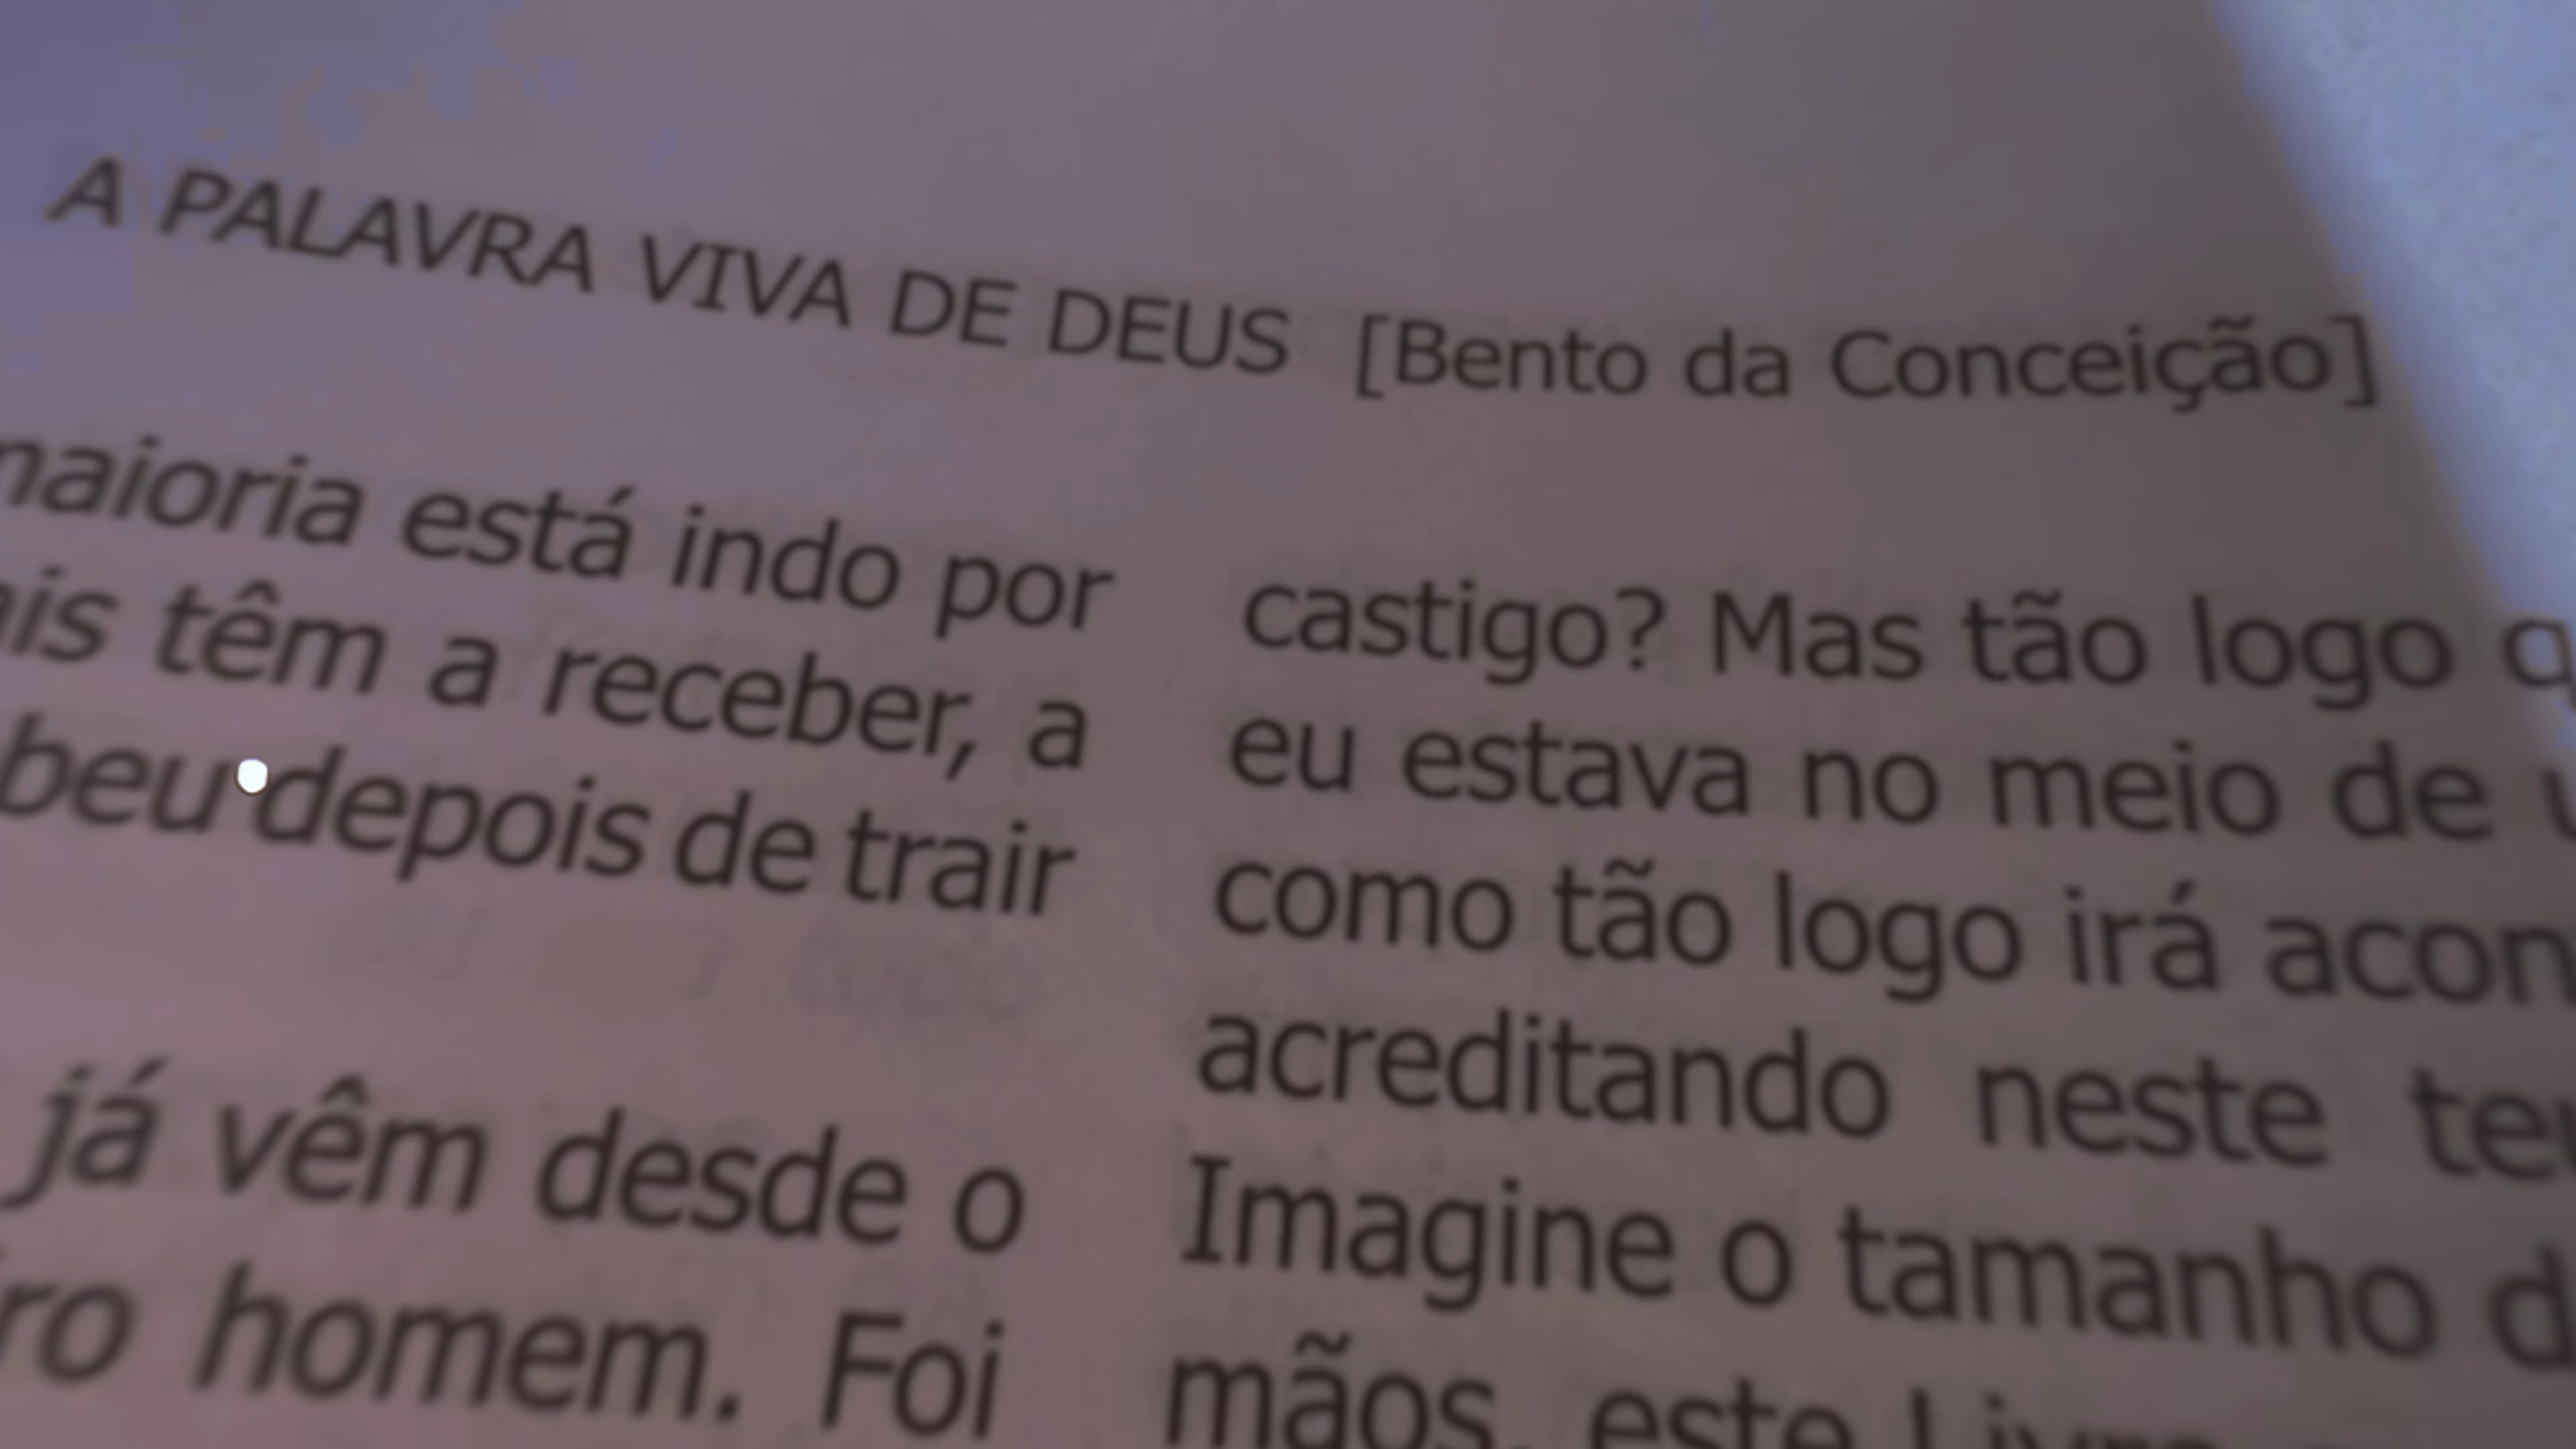 A PALAVRA VIVA DE DEUS [Bento da Conceição]
maioria está indo por
têm a receber, a
depois de trair
já vêm desde o
homem. Foi
castigo? Mas tão logo
eu estava no meio de
como tão logo irá
acreditando neste
Imagine o tamanho
mãos, este